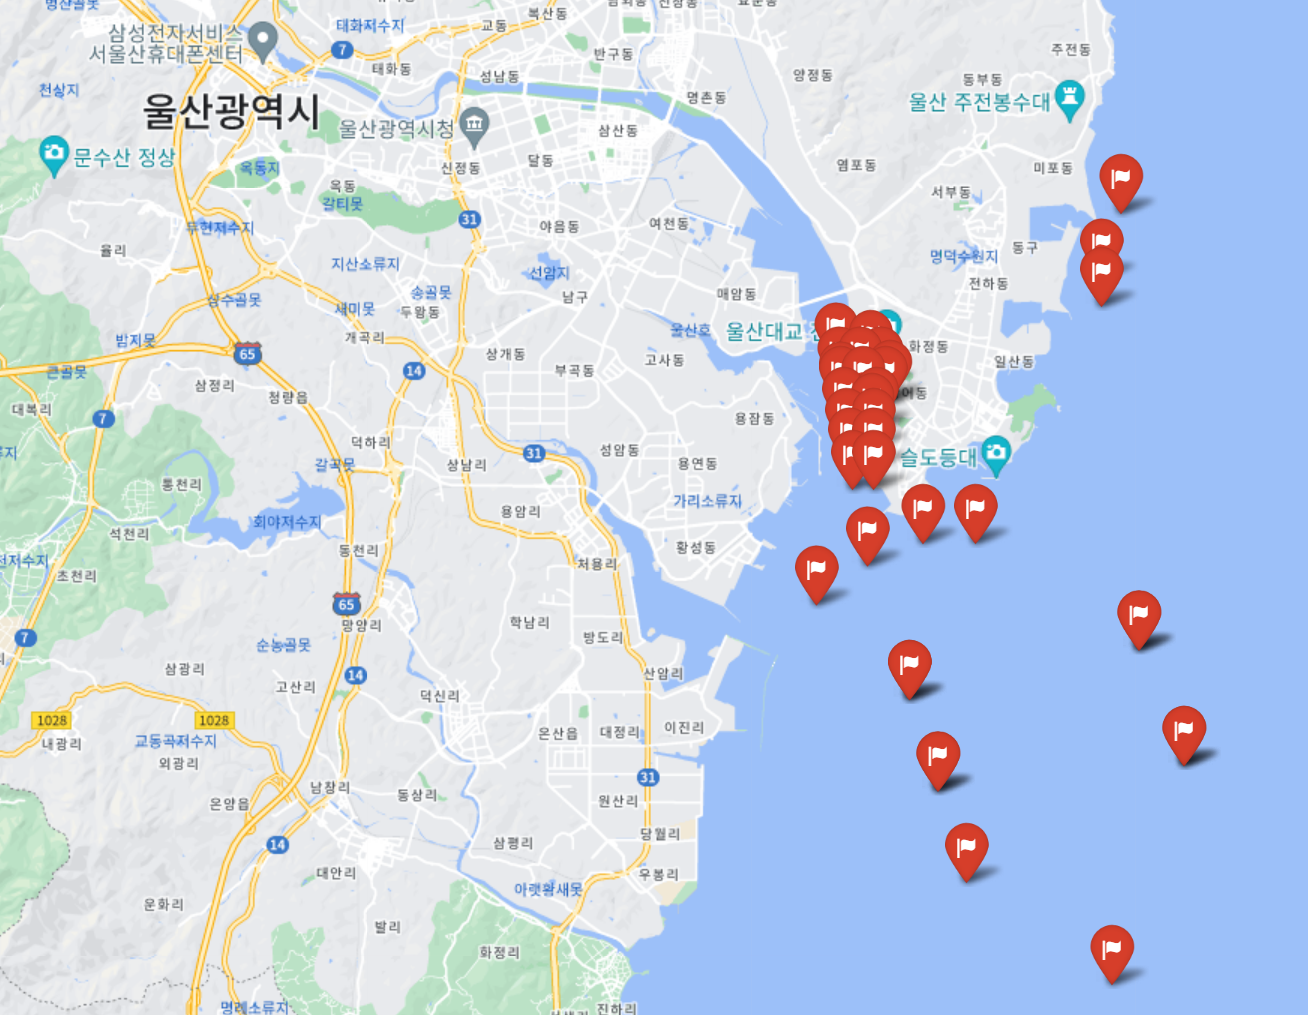 복산동
태화저수지
교동
주전동
삼성전자서비스
서울산휴대폰센터
7
반구동
태화동
성남동
양정동
동부동
천상지
명촌동
울산 주전봉수대
울산광역시
울산광역시청
삼산동
문수산 정상
옥동지
신정동
달동
염포동
미포동
옥동
서부동
갈티못
31
야음동
여천동
두현저수지
율리
동구
명덕수원지
지산소류지
선암지
전하동
송골못
남구
매암동
삼수골못
새미못
두왕동
울산호
울산대교
밥지못
개곡리
화정동
65
상개동
고사동
일산동
큰골못
14
부곡동
삼정리
청량읍
어동
대복리
7
용잠동
덕하리
31
성암동
슬도등대
갈곡못
상남리
용연동
통천리
가리소류지
회야저수지
용암리
석천리
황성동
동천리
처용리
초천리
65
망양리
학남리
7
순농골못
방도리
삼광리
산암리
14
고산리
덕신리
1028
1028
이진리
내광리
교동곡저수지
온산읍
대정리
외광리
31
남창리
동상리
원산리
온양읍
당월리
14
삼평리
대안리
우봉리
아랫황새못
운화리
발리
화정리
명례소류지
진하리